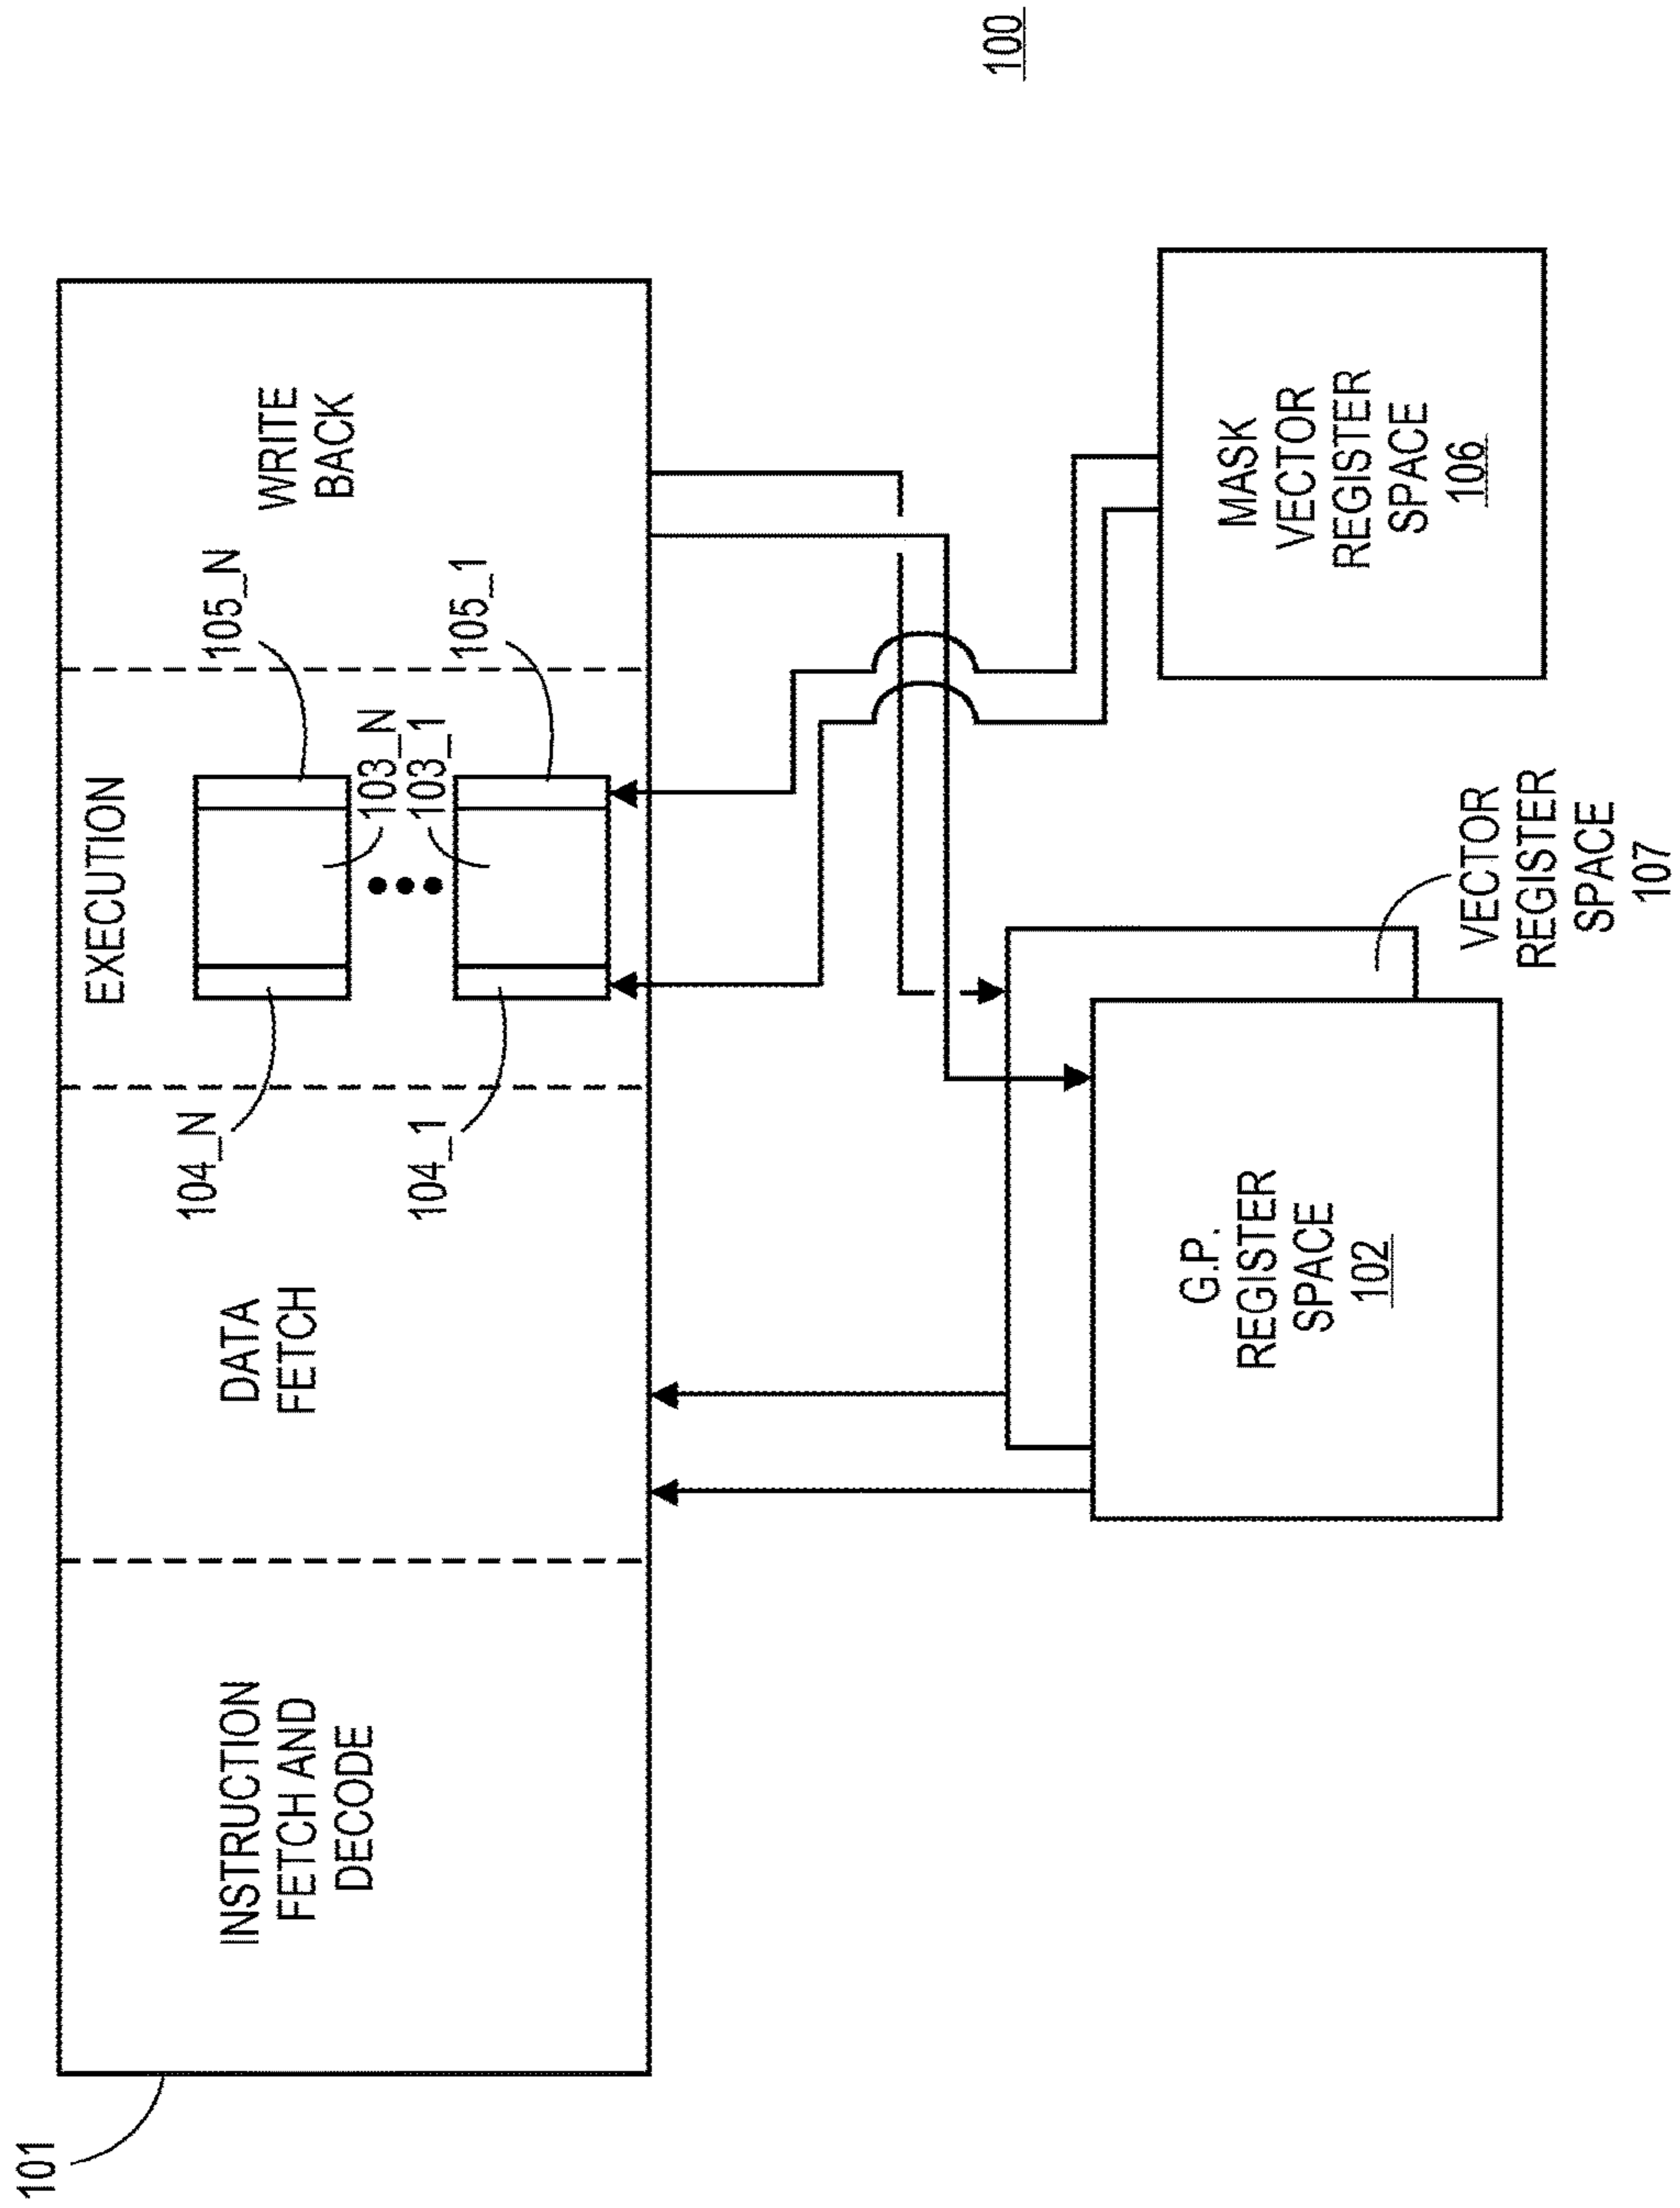 101
INSTRUCTION
FETCH AND
DECODE
DATA
FETCH
EXECUTION
WRITE
BACK
104_N
105_N
103_N
103_1
104_1
105_1
G.P.
REGISTER
SPACE
102
VECTOR
REGISTER
SPACE
107
MASK
VECTOR
REGISTER
SPACE
106
100